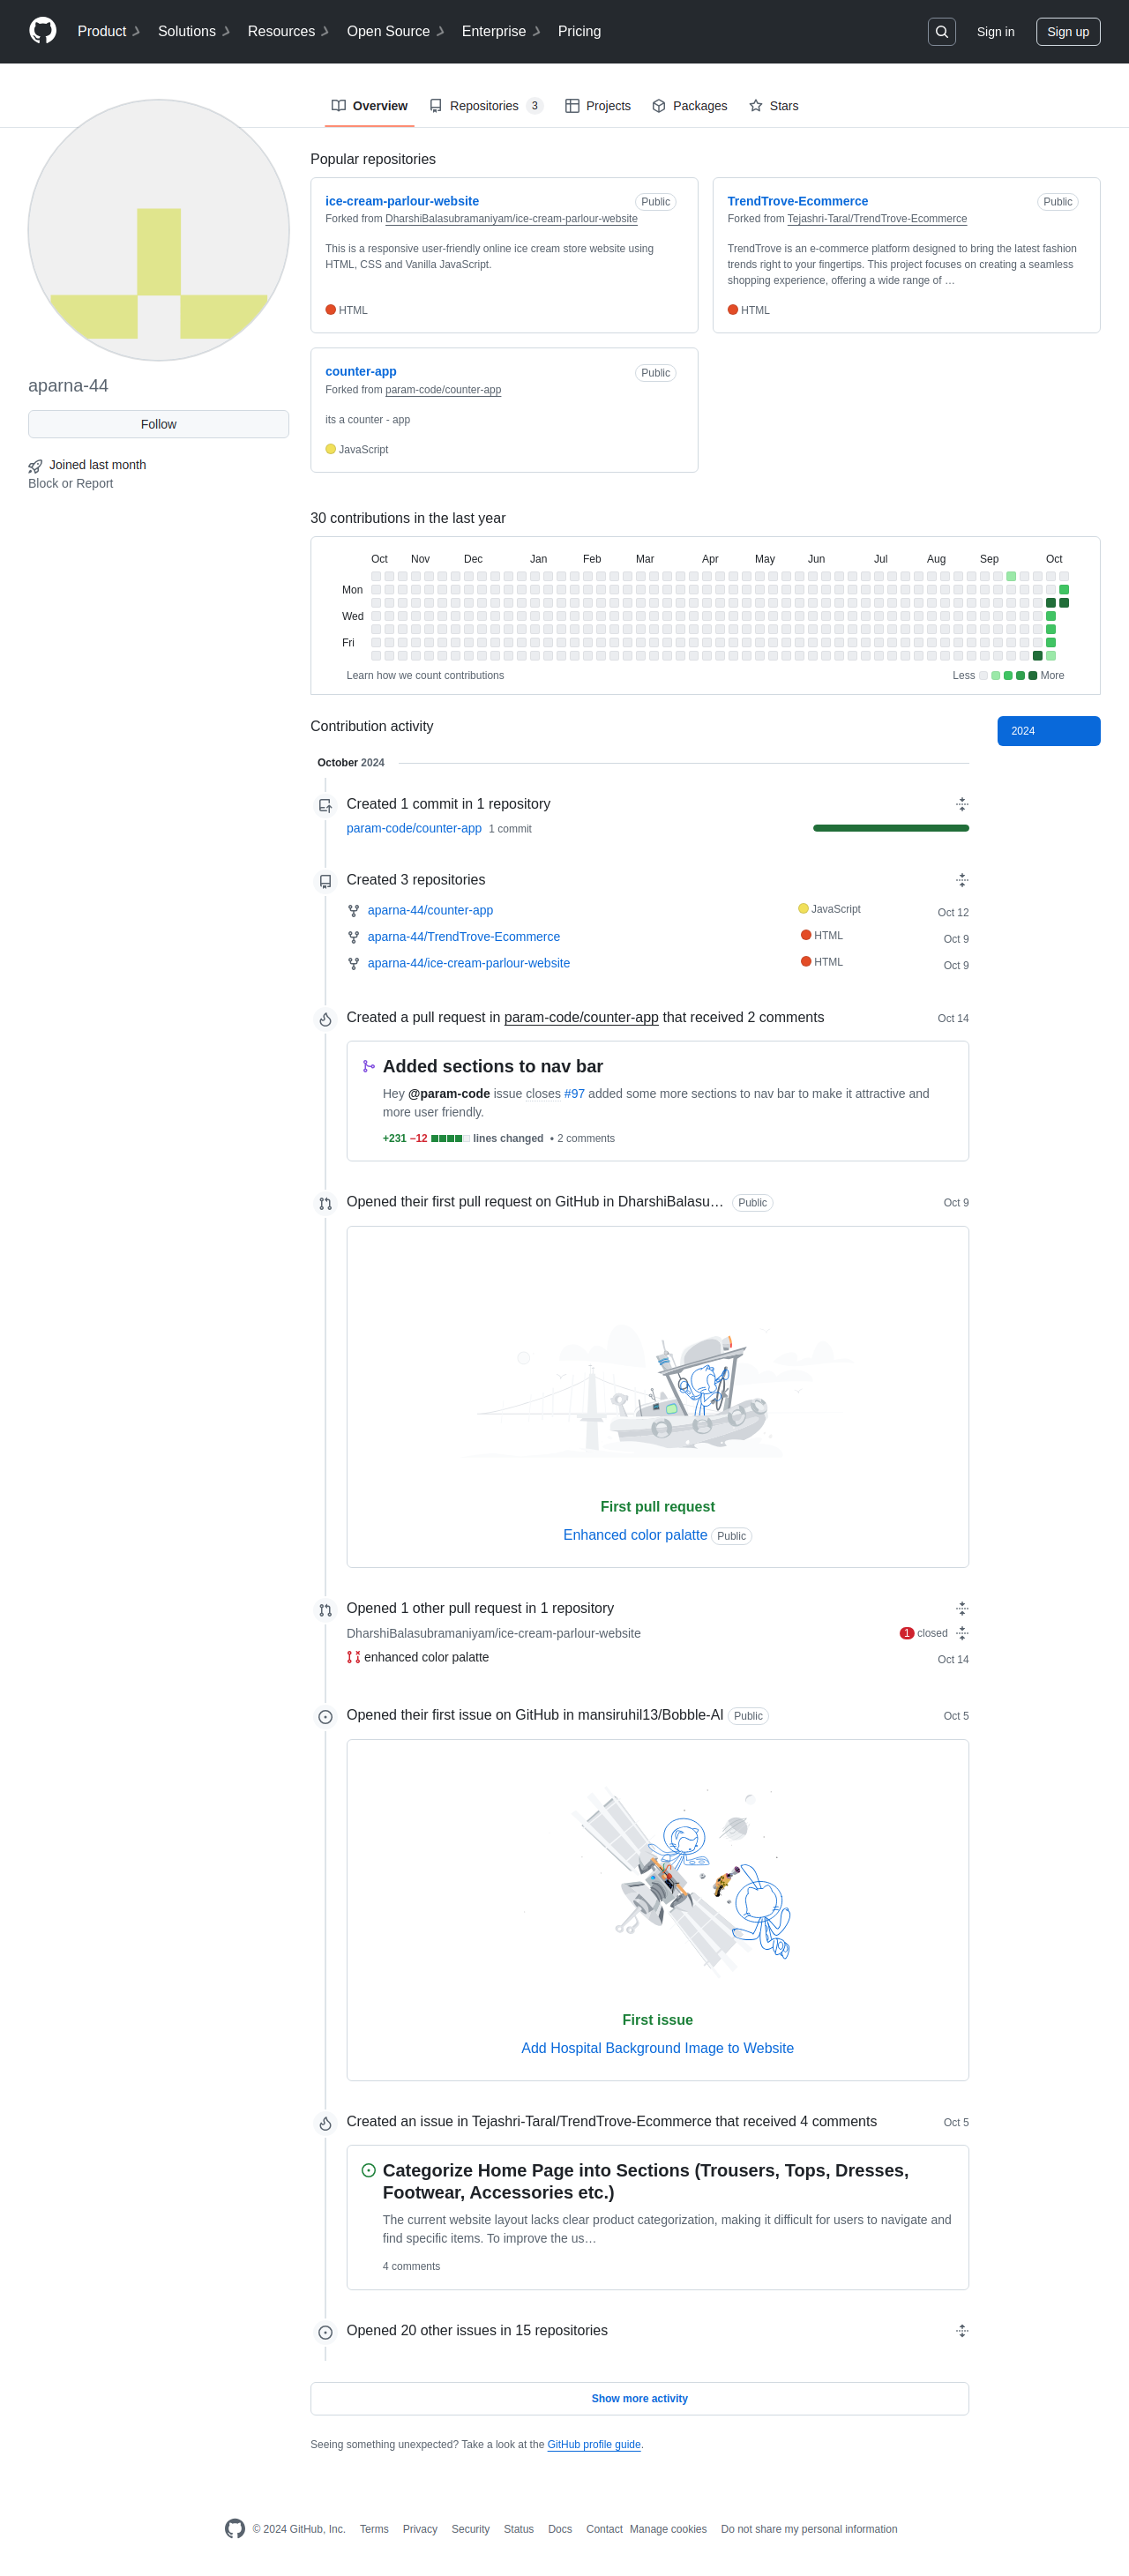 Product Solutions Resources Open Source Enterprise Pricing Sign in Sign up
Overview Repositories 3 Projects Packages Stars
aparna-44
Follow
Joined last month
Block or Report
Popular repositories
ice-cream-parlour-website Public
Forked from DharshiBalasubramaniyam/ice-cream-parlour-website
This is a responsive user-friendly online ice cream store website using
HTML, CSS and Vanilla JavaScript.
HTML
TrendTrove-Ecommerce Public
Forked from Tejashri-Taral/TrendTrove-Ecommerce
TrendTrove is an e-commerce platform designed to bring the latest fashion
trends right to your fingertips. This project focuses on creating a seamless
shopping experience, offering a wide range of …
HTML
counter-app Public
Forked from param-code/counter-app
its a counter - app
JavaScript
30 contributions in the last year
Oct Nov Dec Jan Feb Mar Apr May Jun Jul Aug Sep Oct
Mon
Wed
Fri
Learn how we count contributions Less More
Contribution activity 2024
October 2024
Created 1 commit in 1 repository
param-code/counter-app 1 commit
Created 3 repositories
aparna-44/counter-app JavaScript Oct 12
aparna-44/TrendTrove-Ecommerce HTML Oct 9
aparna-44/ice-cream-parlour-website HTML Oct 9
Created a pull request in param-code/counter-app that received 2 comments Oct 14
Added sections to nav bar
Hey @param-code issue closes #97 added some more sections to nav bar to make it attractive and
more user friendly.
+231 −12 lines changed • 2 comments
Opened their first pull request on GitHub in DharshiBalasu… Public Oct 9
First pull request
Enhanced color palatte Public
Opened 1 other pull request in 1 repository
DharshiBalasubramaniyam/ice-cream-parlour-website 1 closed
enhanced color palatte Oct 14
Opened their first issue on GitHub in mansiruhil13/Bobble-AI Public Oct 5
First issue
Add Hospital Background Image to Website
Created an issue in Tejashri-Taral/TrendTrove-Ecommerce that received 4 comments Oct 5
Categorize Home Page into Sections (Trousers, Tops, Dresses,
Footwear, Accessories etc.)
The current website layout lacks clear product categorization, making it difficult for users to navigate and
find specific items. To improve the us…
4 comments
Opened 20 other issues in 15 repositories
Show more activity
Seeing something unexpected? Take a look at the GitHub profile guide.
© 2024 GitHub, Inc. Terms Privacy Security Status Docs Contact Manage cookies Do not share my personal information